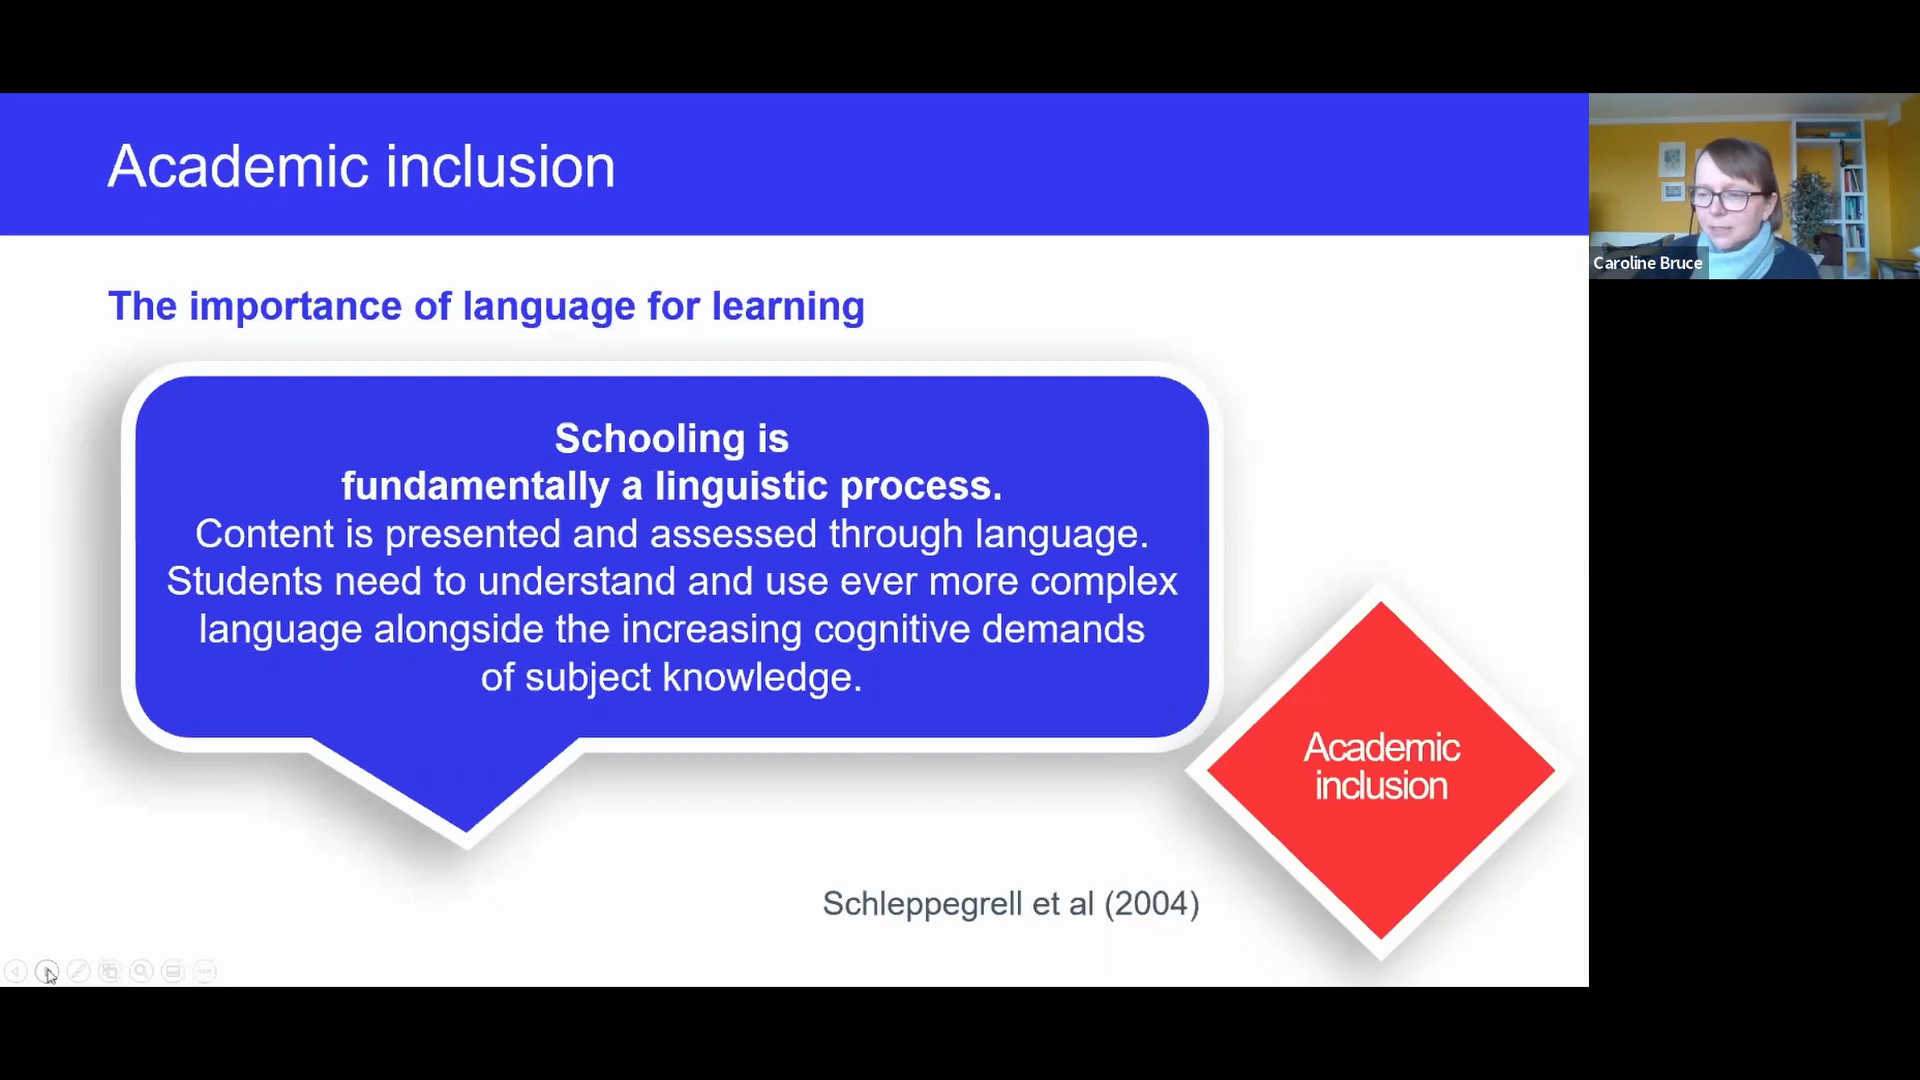 Academic inclusion
The importance of language for learning
Schooling is
fundamentally a linguistic process.
Content is presented and assessed through language.
Students need to understand and use ever more complex
language alongside the increasing cognitive demands
of subject knowledge.
Academic
inclusion
Schleppegrell et al (2004)
Caroline Bruce